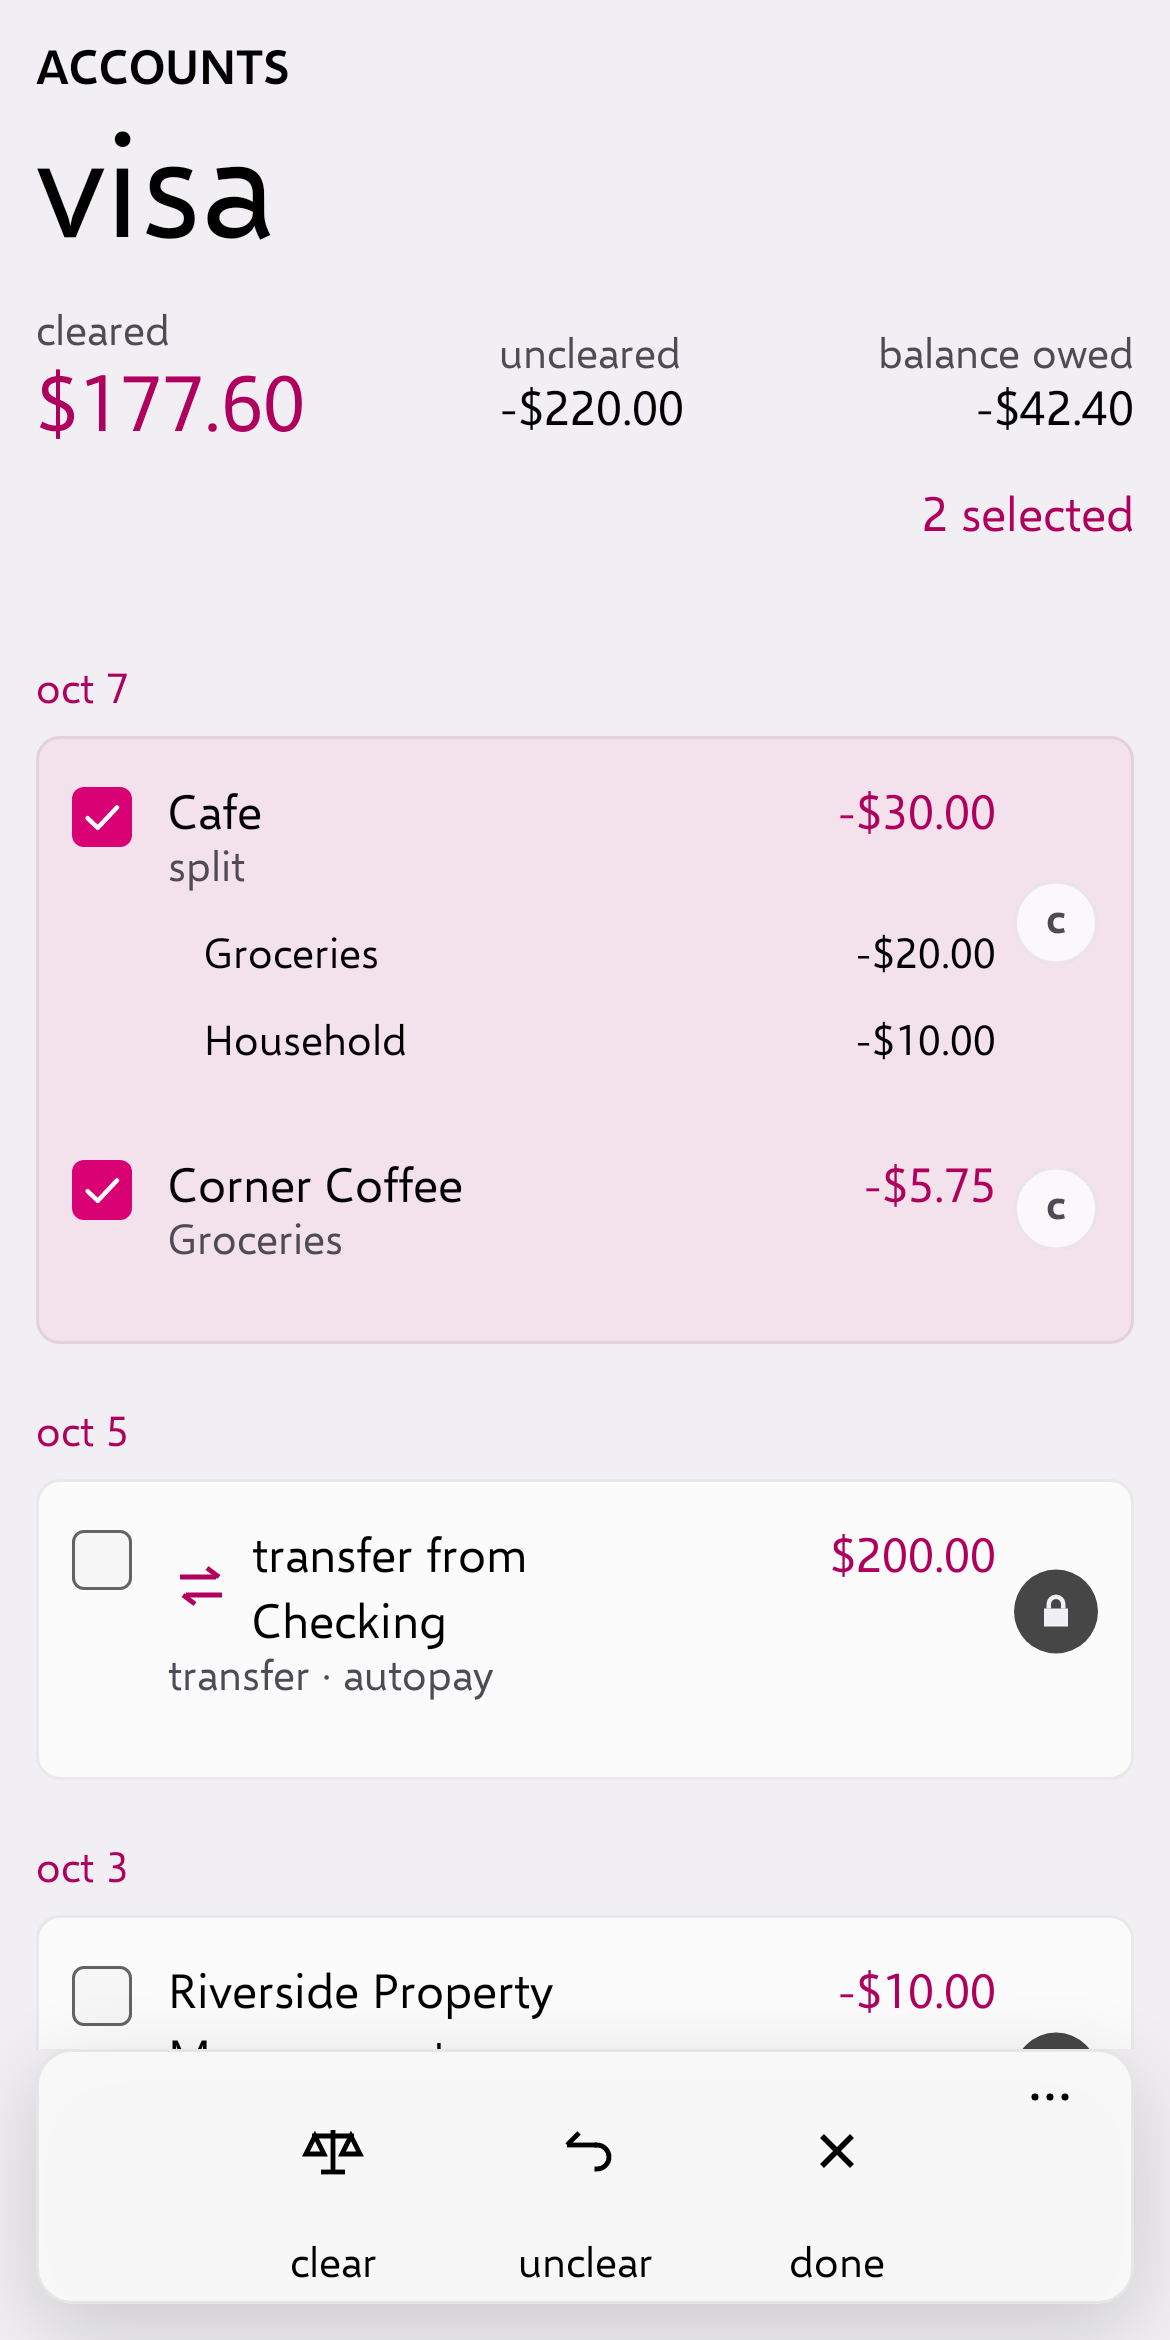 ACCOUNTS
visa
cleared
$177.60
uncleared
-$220.00
balance owed
-$42.40
2 selected
oct 7
Cafe
-$30.00
split
c
Groceries
-$20.00
Household
-$10.00
Corner Coffee
-$5.75
c
Groceries
oct 5
transfer from
$200.00
Checking
transfer · autopay
oct 3
Riverside Property
-$10.00
...
clear
unclear
done